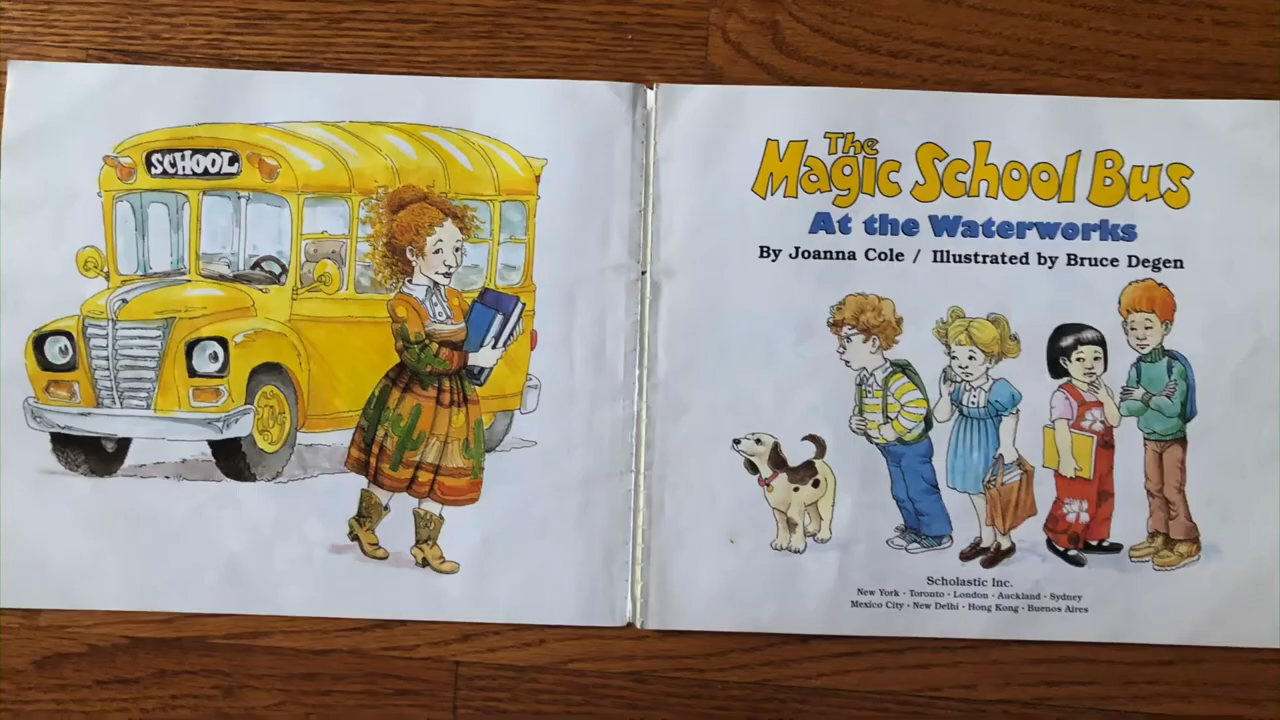 SCHOOL
The
Magic School Bus
At the Waterworks
By Joanna Cole / Illustrated by Bruce Degen
Scholastic Inc.
New York · Toronto · London · Auckland · Sydney
Mexico City · New Delhi · Hong Kong · Buenos Aires